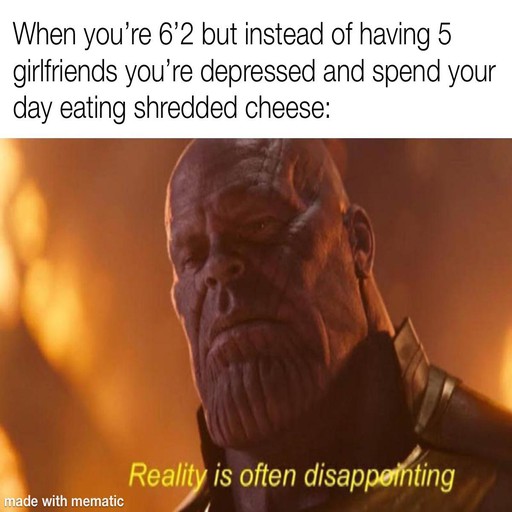 When you’re 6’2 but instead of having 5
girlfriends you’re depressed and spend your
day eating shredded cheese:
Reality is often disappointing
made with mematic